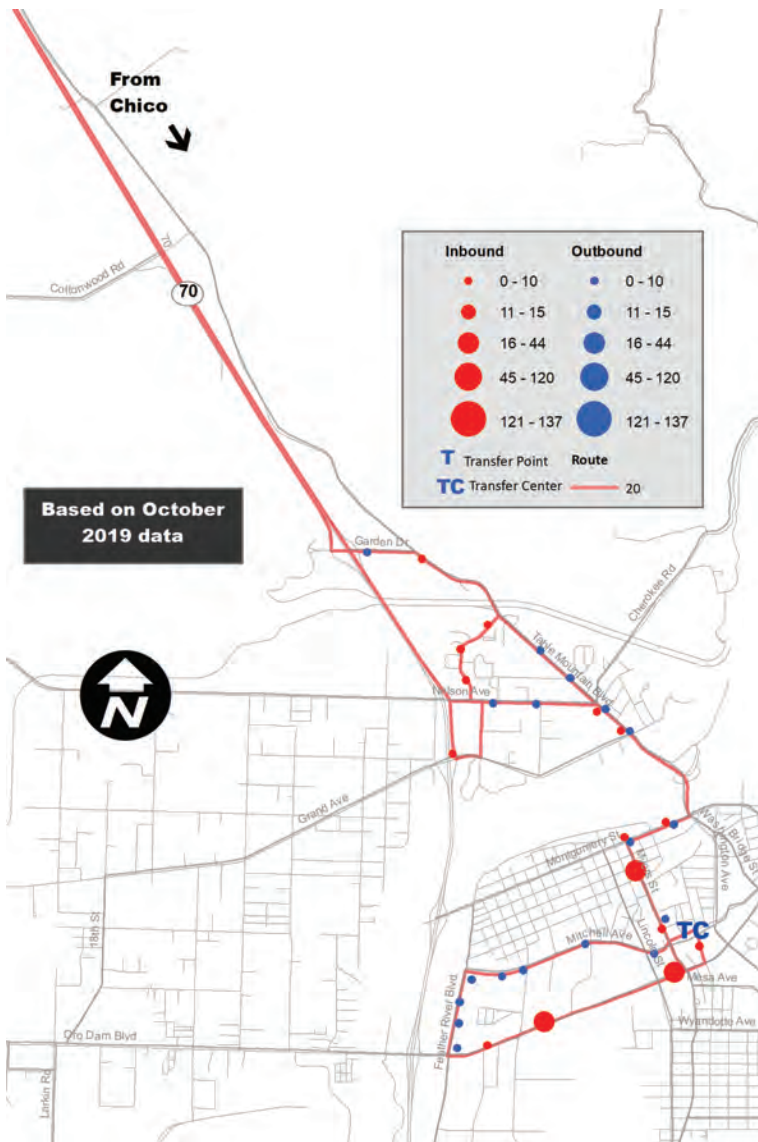 From
Chico
Cottonwood Rd
70
70
Inbound
Outbound
0 - 10
0 - 10
11 - 15
11 - 15
16 - 44
16 - 44
45 - 120
45 - 120
121 - 137
121 - 137
T Transfer Point
Route
TC Transfer Center
20
Based on October
2019 data
Garden Dr
Cherokee Rd
Table Mountain Blvd
N
Nelson Ave
Grand Ave
Montgomery St
Myers St
Washington Ave
Bridge St
18th St
Lincoln St
TC
Mitchell Ave
Mesa Ave
Feather River Blvd
Wyandotte Ave
Oro Dam Blvd
Larkin Rd